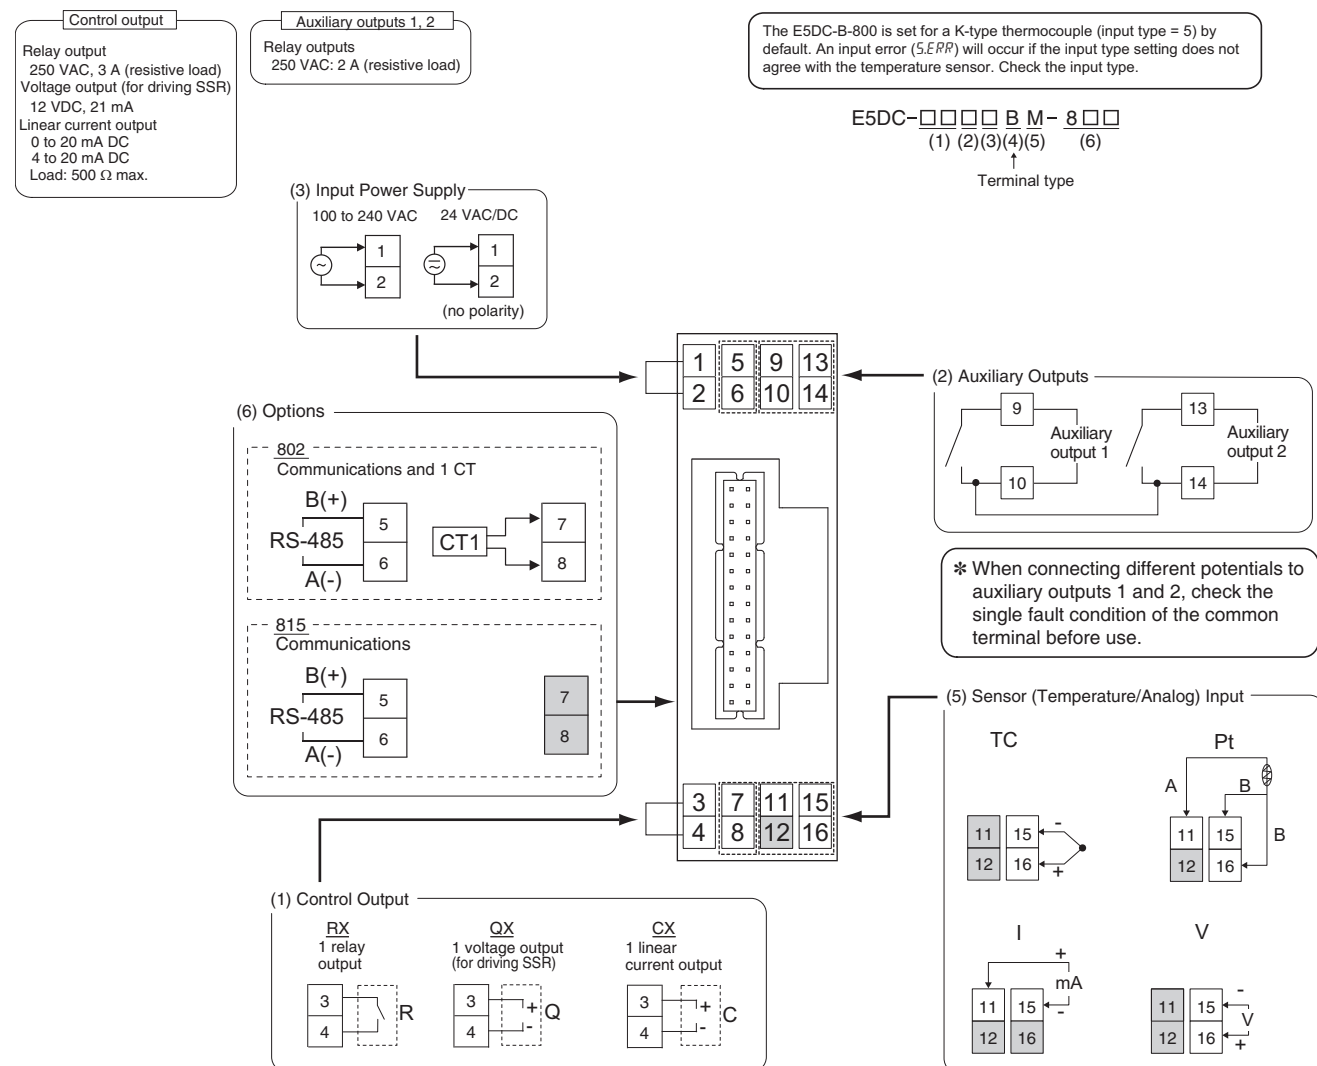 Control output
Relay output
250 VAC, 3 A (resistive load)
Voltage output (for driving SSR)
12 VDC, 21 mA
Linear current output
0 to 20 mA DC
4 to 20 mA DC
Load: 500 Ω max.
Auxiliary outputs 1, 2
Relay outputs
250 VAC: 2 A (resistive load)
The E5DC-B-800 is set for a K-type thermocouple (input type = 5) by
default. An input error (S.ERR) will occur if the input type setting does not
agree with the temperature sensor. Check the input type.
E5DC-□□□□ B M- 8□□
(1) (2)(3)(4)(5) (6)
Terminal type
(3) Input Power Supply
100 to 240 VAC 24 VAC/DC
1 1
2 2
(no polarity)
1 5 9 13
2 6 10 14
(2) Auxiliary Outputs
9 13
Auxiliary
output 1
Auxiliary
output 2
10 14
✻ When connecting different potentials to
auxiliary outputs 1 and 2, check the
single fault condition of the common
terminal before use.
(6) Options
802
Communications and 1 CT
B(+)
RS-485
A(-)
5
6
CT1
7
8
815
Communications
B(+)
RS-485
A(-)
5
6
7
8
3 7 11 15
4 8 12 16
(5) Sensor (Temperature/Analog) Input
TC
11 15 -
12 16 +
Pt
A B
B
11 15
12 16
I
+
mA
-
11 15
12 16
V
-
V
+
11 15
12 16
(1) Control Output
RX
1 relay
output
3
4
R
QX
1 voltage output
(for driving SSR)
3 +
4 -
Q
CX
1 linear
current output
3 +
4 -
C